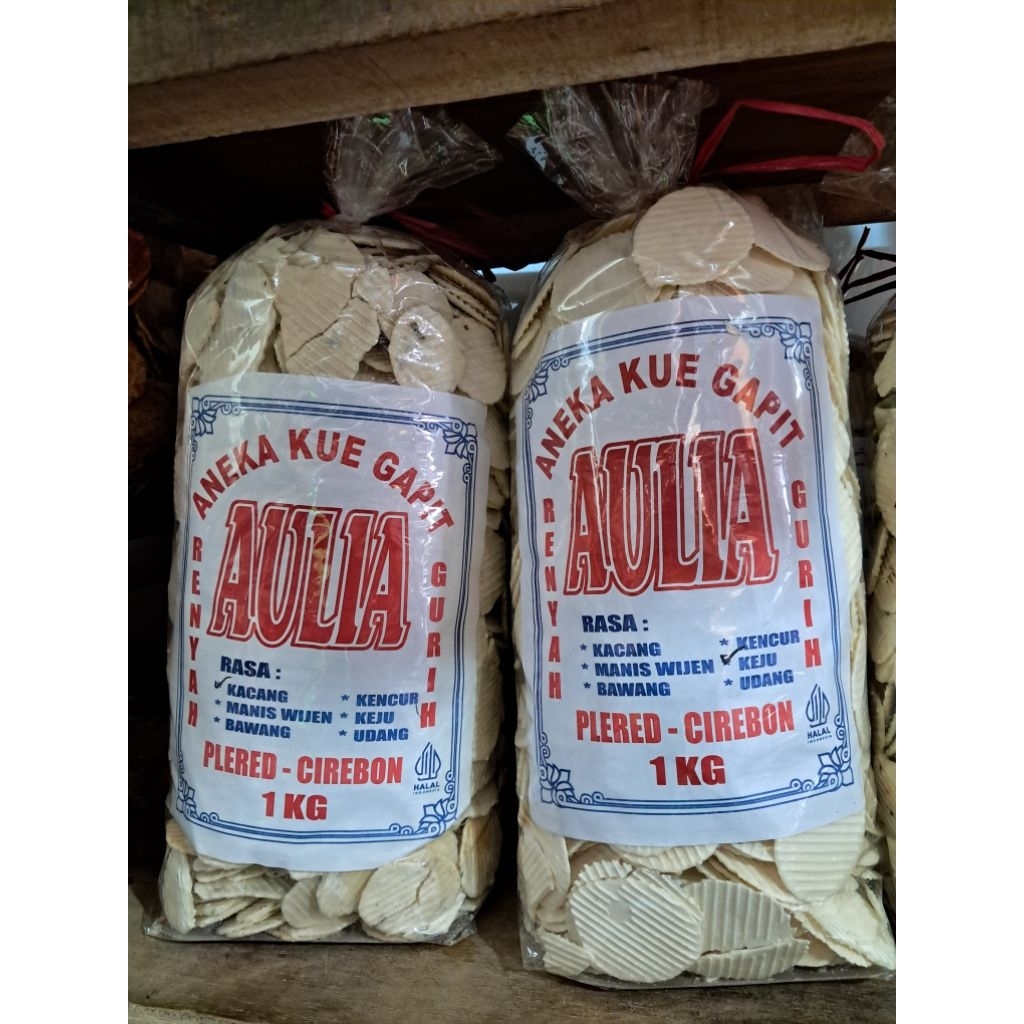 ANEKA KUE GAPIT
AULIA
RENYAH
GURIH
RASA :
* KACANG
* MANIS WIJEN
* BAWANG
* KENCUR
* KEJU
* UDANG
PLERED - CIREBON
1 KG
HALAL
INDONESIA
ANEKA KUE GAPIT
AULIA
RENYAH
GURIH
RASA :
* KACANG
* MANIS WIJEN
* BAWANG
* KENCUR
* KEJU
* UDANG
PLERED - CIREBON
1 KG
HALAL
INDONESIA